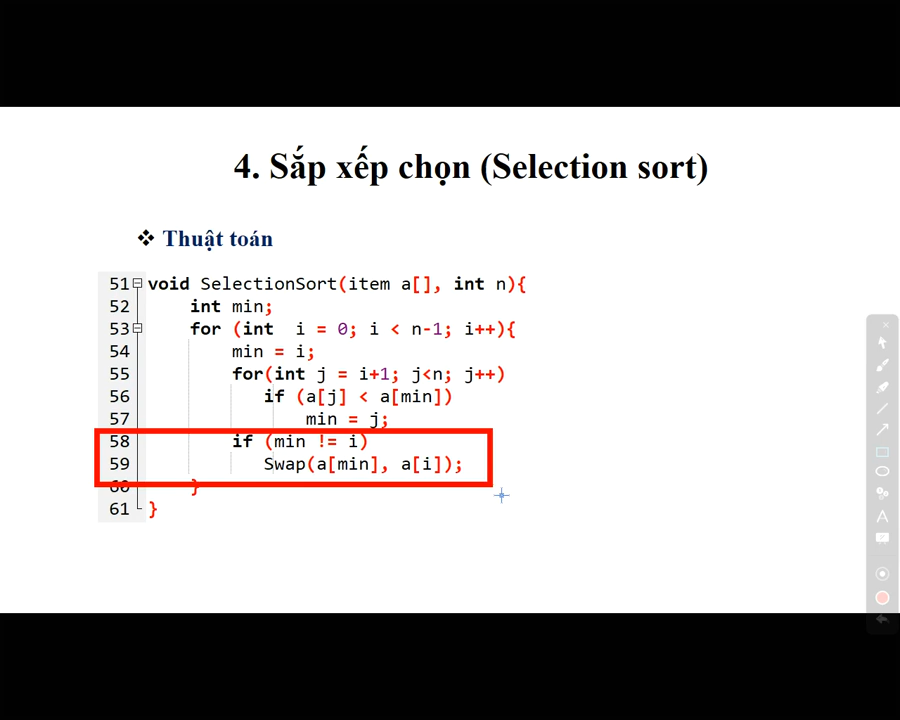 4. Sắp xếp chọn (Selection sort)
❖ Thuật toán
51 void SelectionSort(item a[], int n){
52 int min;
53 for (int i = 0; i < n-1; i++){
54 min = i;
55 for(int j = i+1; j<n; j++)
56 if (a[j] < a[min])
57 min = j;
58 if (min != i)
59 Swap(a[min], a[i]);
60 }
61 }